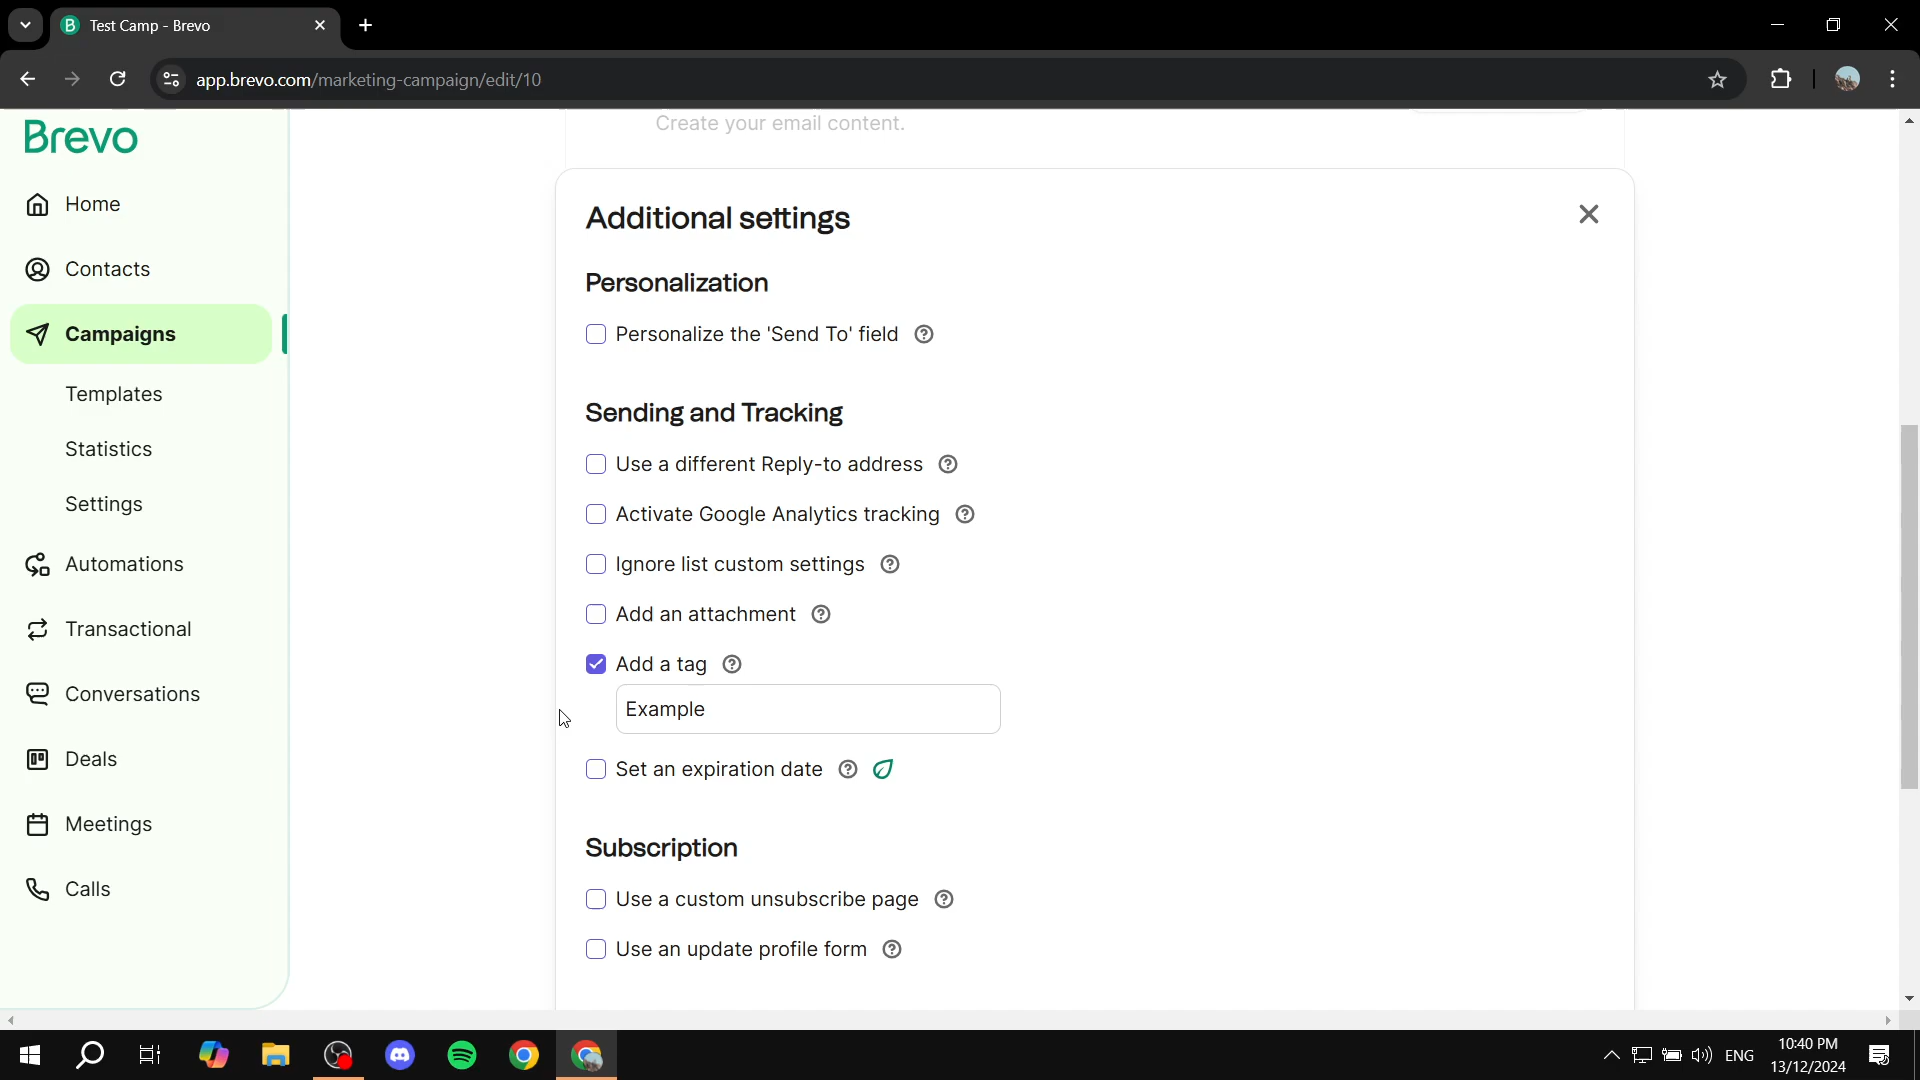 Test Camp - Brevo
app.brevo.com/marketing-campaign/edit/10
Brevo
Home
Contacts
Campaigns
Templates
Statistics
Settings
Automations
Transactional
Conversations
Deals
Meetings
Calls
Create your email content.
Additional settings
Personalization
Personalize the 'Send To' field
Sending and Tracking
Use a different Reply-to address
Activate Google Analytics tracking
Ignore list custom settings
Add an attachment
Add a tag
Example
Set an expiration date
Subscription
Use a custom unsubscribe page
Use an update profile form
ENG
10:40 PM
13/12/2024